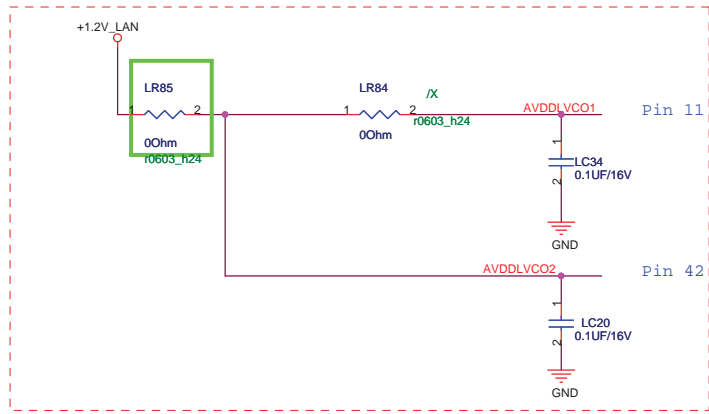 +1.2V_LAN
LR85
1
2
0Ohm
r0603_h24
LR84
/X
1
2
0Ohm
r0603_h24
AVDDLVCO1
Pin 11
1
LC34
0.1UF/16V
2
GND
AVDDLVCO2
Pin 42
1
LC20
0.1UF/16V
2
GND